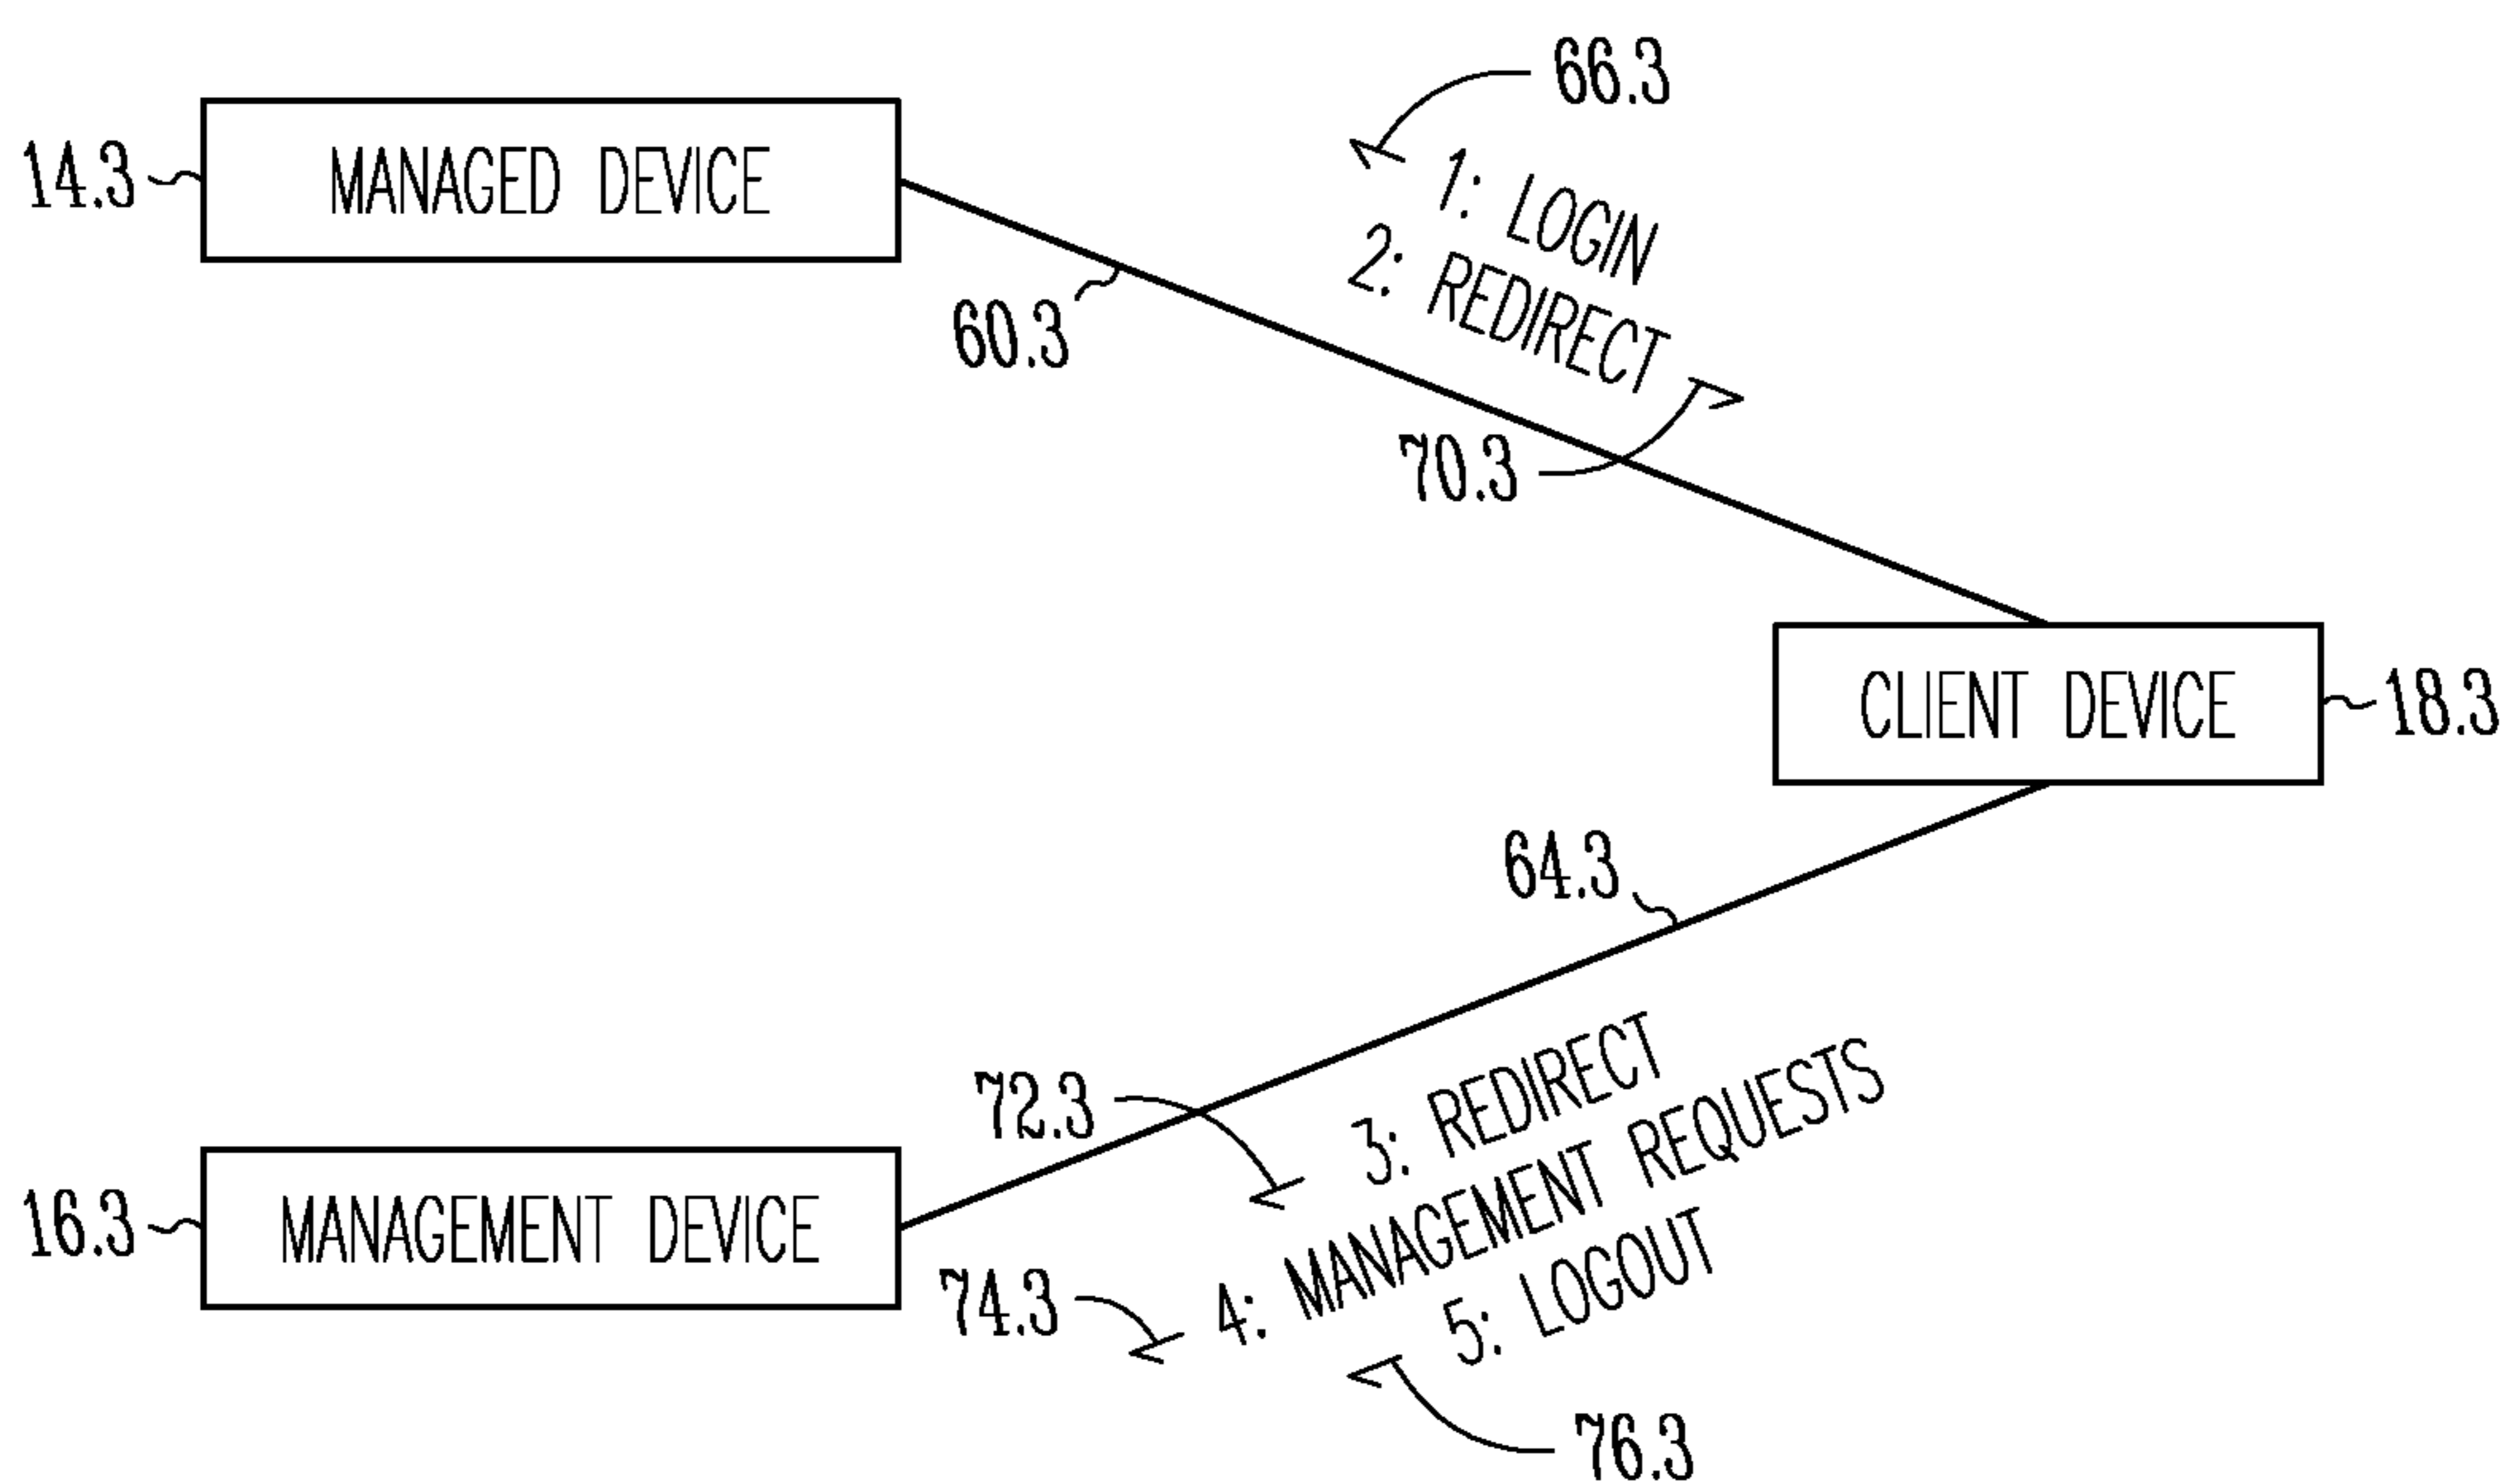 66.3
14.3
MANAGED DEVICE
1: LOGIN
2: REDIRECT
60.3
70.3
CLIENT DEVICE
18.3
64.3
72.3
3: REDIRECT
16.3
MANAGEMENT DEVICE
74.3
4: MANAGEMENT REQUESTS
5: LOGOUT
76.3